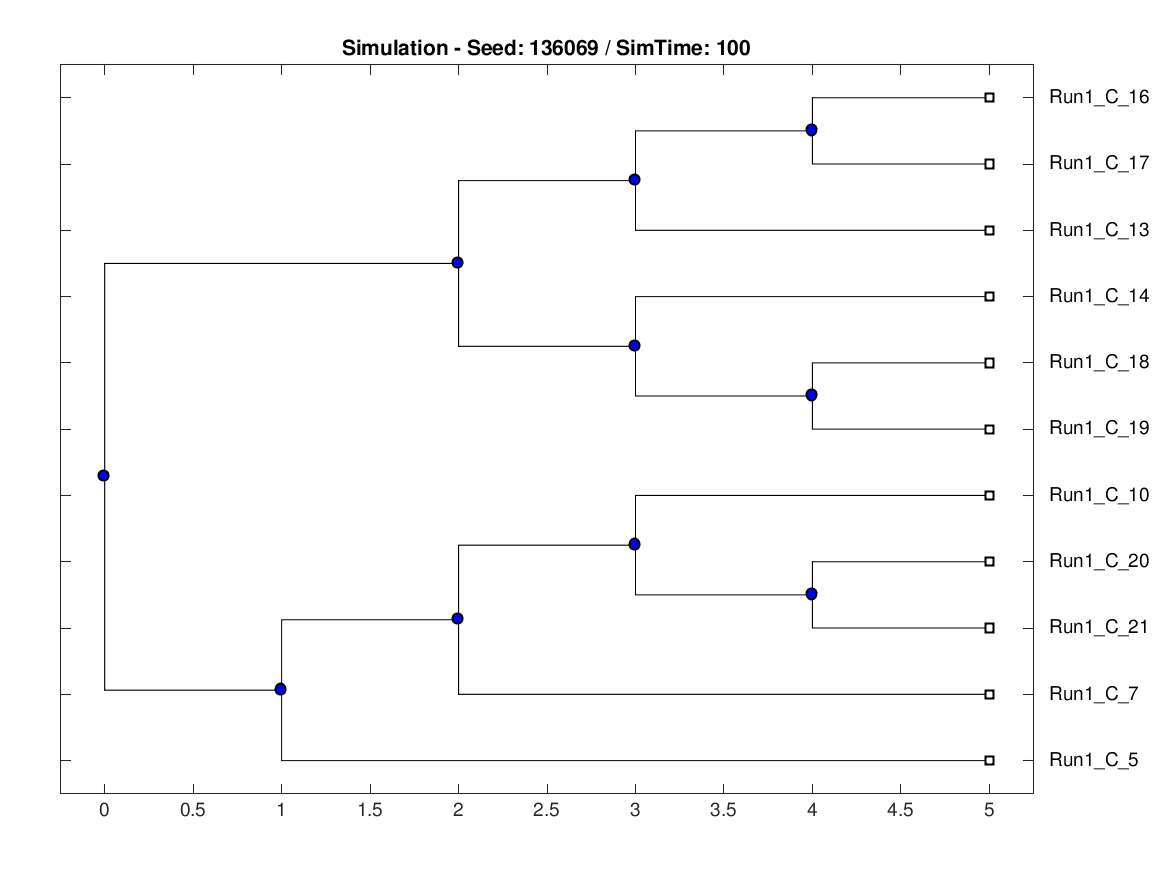 Simulation - Seed: 136069 / SimTime: 100
Run1_C_16
Run1_C_17
Run1_C_13
Run1_C_14
Run1_C_18
Run1_C_19
Run1_C_10
Run1_C_20
Run1_C_21
Run1_C_7
Run1_C_5
0 0.5 1 1.5 2 2.5 3 3.5 4 4.5 5